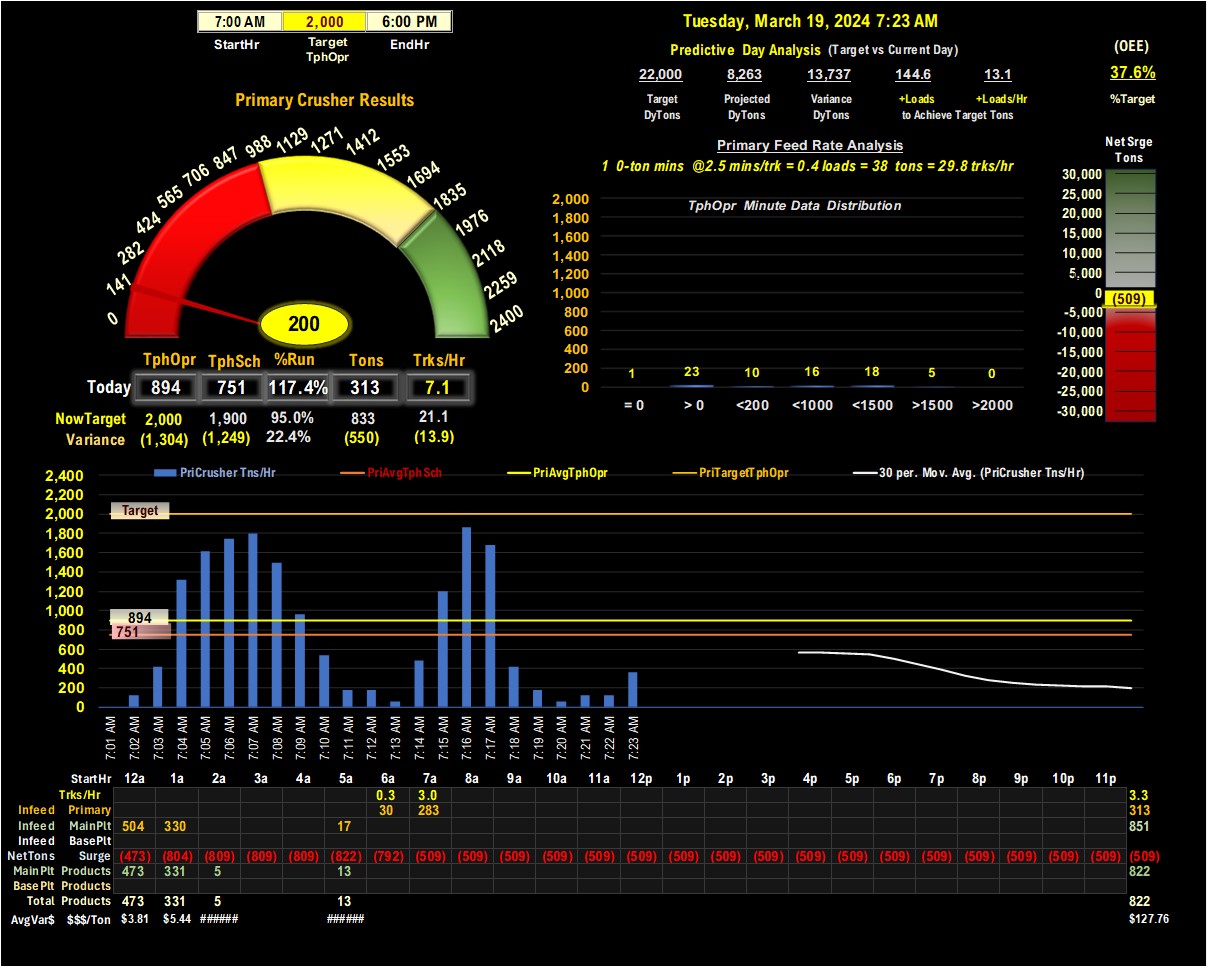 7:00 AM 2,000 6:00 PM
StartHr Target TphOpr EndHr
Tuesday, March 19, 2024 7:23 AM
Predictive Day Analysis (Target vs Current Day)
22,000 8,263 13,737 144.6 13.1
Target DyTons Projected DyTons Variance DyTons +Loads +Loads/Hr
to Achieve Target Tons
(OEE)
37.6%
%Target
Primary Crusher Results
0 141 282 424 565 706 847 988 1129 1271 1412 1553 1694 1835 1976 2118 2259 2400
200
TphOpr TphSch %Run Tons Trks/Hr
Today 894 751 117.4% 313 7.1
NowTarget 2,000 1,900 95.0% 833 21.1
Variance (1,304) (1,249) 22.4% (550) (13.9)
Primary Feed Rate Analysis
1 0-ton mins @2.5 mins/trk = 0.4 loads = 38 tons = 29.8 trks/hr
TphOpr Minute Data Distribution
2,000
1,800
1,600
1,400
1,200
1,000
800
600
400
200
0
1 23 10 16 18 5 0
= 0 > 0 <200 <1000 <1500 >1500 >2000
Net Srge
Tons
30,000
25,000
20,000
15,000
10,000
5,000
0
(509)
-5,000
-10,000
-15,000
-20,000
-25,000
-30,000
PriCrusher Tns/Hr PriAvgTphSch PriAvgTphOpr PriTargetTphOpr 30 per. Mov. Avg. (PriCrusher Tns/Hr)
2,400
2,200
2,000
1,800
1,600
1,400
1,200
1,000
800
600
400
200
0
Target
894
751
7:01 AM 7:02 AM 7:03 AM 7:04 AM 7:05 AM 7:06 AM 7:07 AM 7:08 AM 7:09 AM 7:10 AM 7:11 AM 7:12 AM 7:13 AM 7:14 AM 7:15 AM 7:16 AM 7:17 AM 7:18 AM 7:19 AM 7:20 AM 7:21 AM 7:22 AM 7:23 AM
StartHr 12a 1a 2a 3a 4a 5a 6a 7a 8a 9a 10a 11a 12p 1p 2p 3p 4p 5p 6p 7p 8p 9p 10p 11p
Trks/Hr 0.3 3.0 3.3
Infeed Primary 30 283 313
Infeed MainPlt 504 330 17 851
Infeed BasePlt
NetTons Surge (473) (804) (809) (809) (809) (822) (792) (509) (509) (509) (509) (509) (509) (509) (509) (509) (509) (509) (509) (509) (509) (509) (509) (509) (509)
Main Plt Products 473 331 5 13 822
Base Plt Products
Total Products 473 331 5 13 822
AvgVar$ $$$/Ton $3.81 $5.44 ###### ###### $127.76